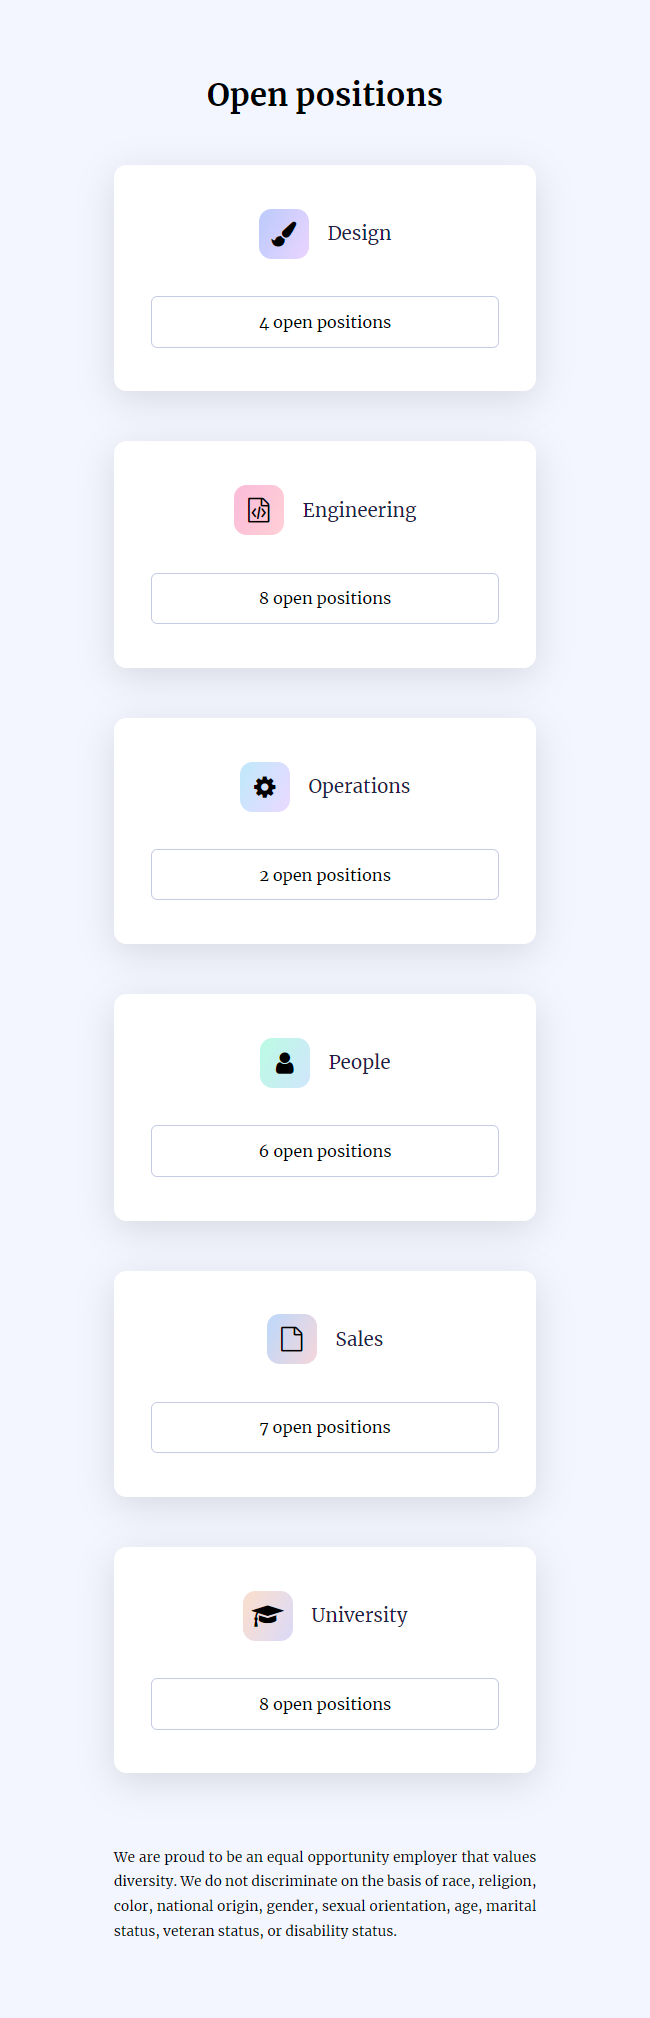 Open positions
Design
4 open positions
Engineering
8 open positions
Operations
2 open positions
People
6 open positions
Sales
7 open positions
University
8 open positions
We are proud to be an equal opportunity employer that values
diversity. We do not discriminate on the basis of race, religion,
color, national origin, gender, sexual orientation, age, marital
status, veteran status, or disability status.